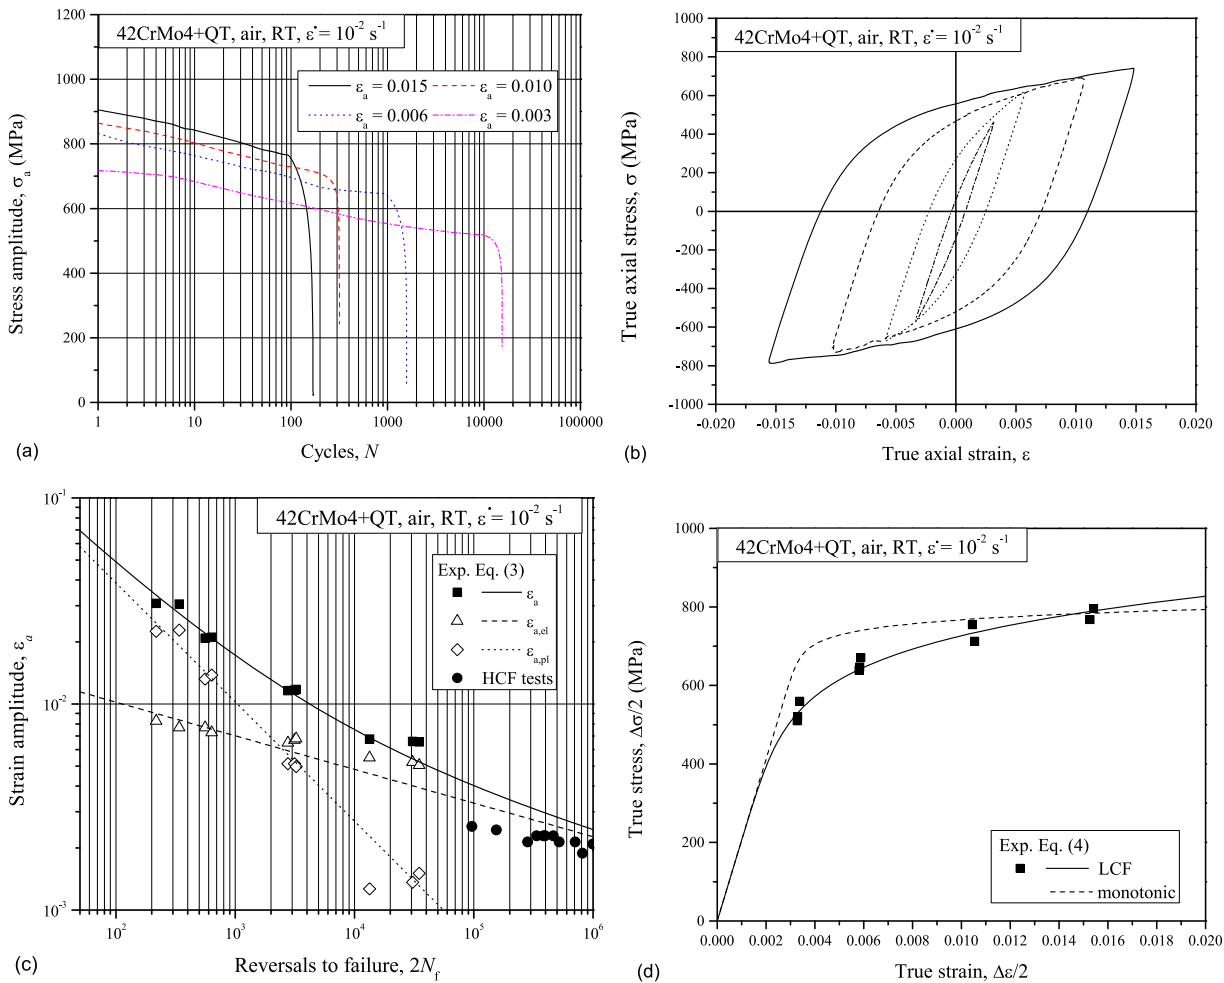 42CrMo4+QT, air, RT, ε˙= 10⁻² s⁻¹
εₐ = 0.015
εₐ = 0.010
εₐ = 0.006
εₐ = 0.003
Stress amplitude, σₐ (MPa)
1200
1000
800
600
400
200
0
1 10 100 1000 10000 100000
Cycles, N
(a)
42CrMo4+QT, air, RT, ε˙= 10⁻² s⁻¹
True axial stress, σ (MPa)
1000
800
600
400
200
0
-200
-400
-600
-800
-1000
-0.020 -0.015 -0.010 -0.005 0.000 0.005 0.010 0.015 0.020
True axial strain, ε
(b)
42CrMo4+QT, air, RT, ε˙= 10⁻² s⁻¹
Exp. Eq. (3)
εₐ
εₐ,ₑₗ
εₐ,ₚₗ
HCF tests
Strain amplitude, εₐ
10⁻¹
10⁻²
10⁻³
10² 10³ 10⁴ 10⁵ 10⁶
Reversals to failure, 2N_f
(c)
42CrMo4+QT, air, RT, ε˙= 10⁻² s⁻¹
Exp. Eq. (4)
LCF
monotonic
True stress, Δσ/2 (MPa)
1000
800
600
400
200
0
0.000 0.002 0.004 0.006 0.008 0.010 0.012 0.014 0.016 0.018 0.020
True strain, Δε/2
(d)